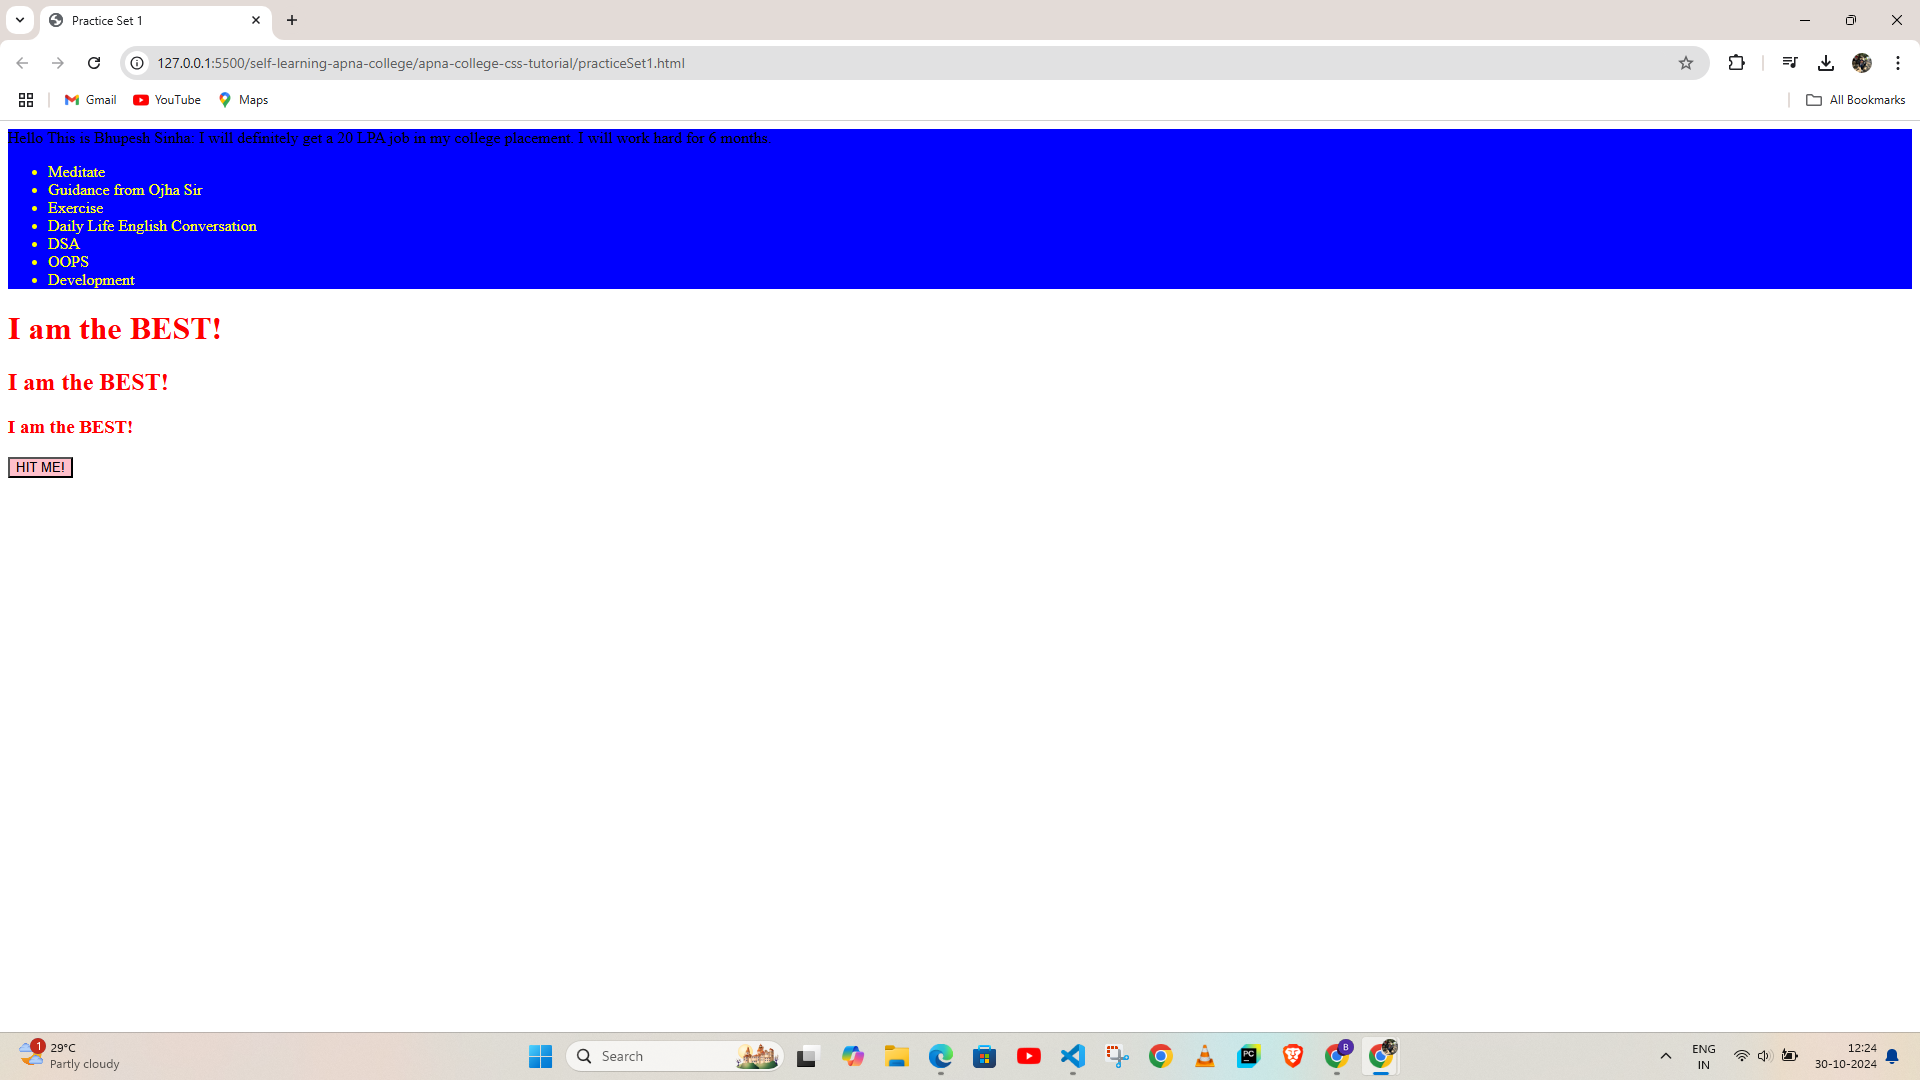 Practice Set 1
127.0.0.1:5500/self-learning-apna-college/apna-college-css-tutorial/practiceSet1.html
Gmail YouTube Maps All Bookmarks
Hello This is Bhupesh Sinha: I will definitely get a 20 LPA job in my college placement. I will work hard for 6 months.
Meditate
Guidance from Ojha Sir
Exercise
Daily Life English Conversation
DSA
OOPS
Development
I am the BEST!
I am the BEST!
I am the BEST!
HIT ME!
1
29°C
Partly cloudy
Search
PC
B
ENG
IN
12:24
30-10-2024